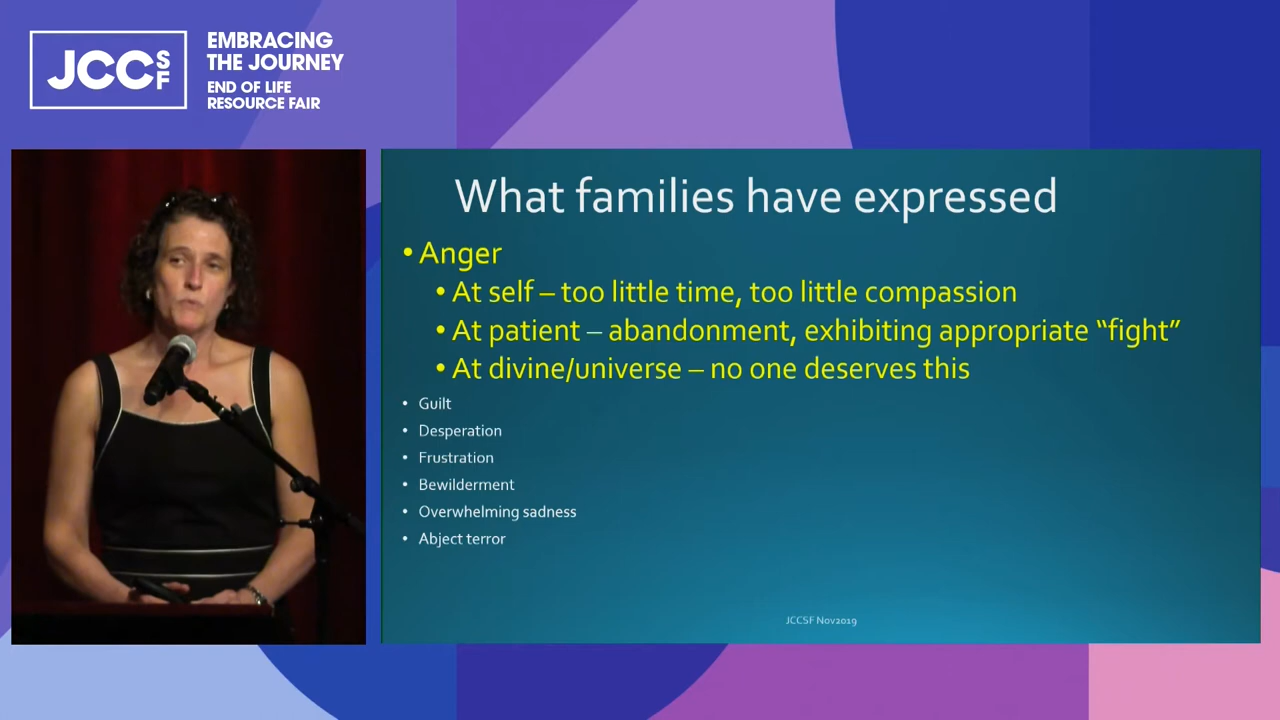 JCCSF
EMBRACING
THE JOURNEY
END OF LIFE
RESOURCE FAIR
What families have expressed
• Anger
• At self – too little time, too little compassion
• At patient – abandonment, exhibiting appropriate “fight”
• At divine/universe – no one deserves this
• Guilt
• Desperation
• Frustration
• Bewilderment
• Overwhelming sadness
• Abject terror
JCCSF Nov2019